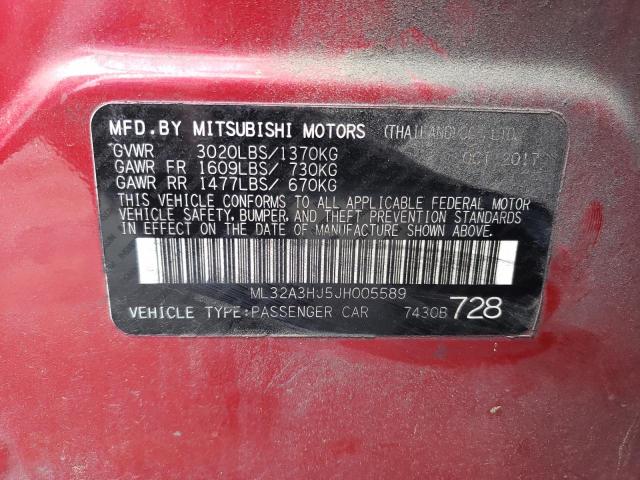 MFD.BY MITSUBISHI MOTORS (THAILAND)CO.,LTD.
GVWR 3020LBS/1370KG OCT 2017
GAWR FR 1609LBS/ 730KG
GAWR RR 1477LBS/ 670KG
THIS VEHICLE CONFORMS TO ALL APPLICABLE FEDERAL MOTOR
VEHICLE SAFETY, BUMPER, AND THEFT PREVENTION STANDARDS
IN EFFECT ON THE DATE OF MANUFACTURE SHOWN ABOVE.
ML32A3HJ5JH005589
VEHICLE TYPE:PASSENGER CAR 7430B 728